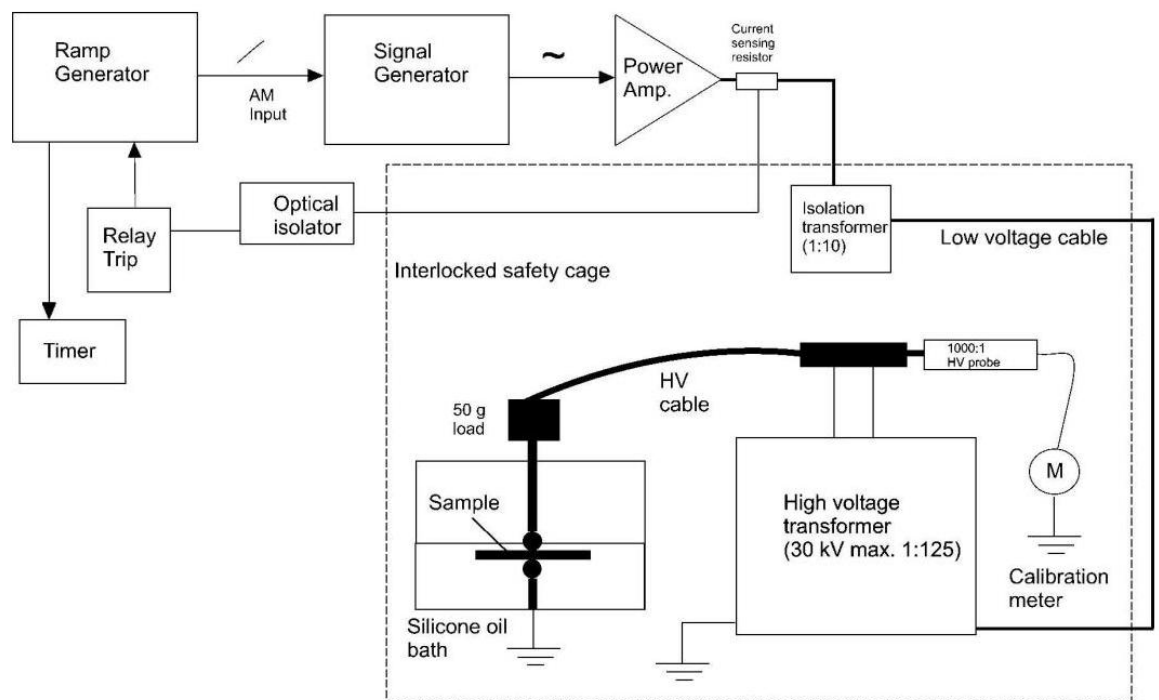 Ramp
Generator
AM
Input
Signal
Generator
~
Power
Amp.
Current
sensing
resistor
Optical
isolator
Relay
Trip
Timer
Isolation
transformer
(1:10)
Low voltage cable
Interlocked safety cage
1000:1
HV probe
HV
cable
50 g
load
M
Sample
High voltage
transformer
(30 kV max. 1:125)
Calibration
meter
Silicone oil
bath